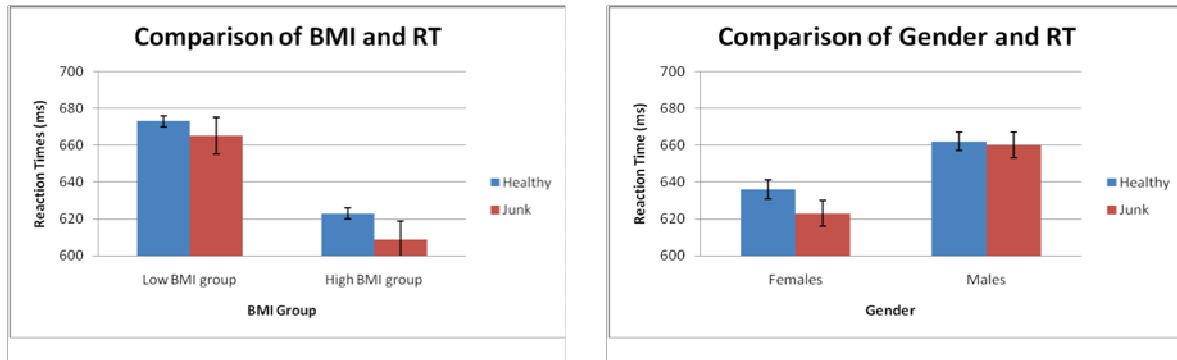 Comparison of BMI and RT
700
680
660
640
620
600
Reaction Times (ms)
Low BMI group
High BMI group
BMI Group
Healthy
Junk
Comparison of Gender and RT
700
680
660
640
620
600
Reaction Time (ms)
Females
Males
Gender
Healthy
Junk